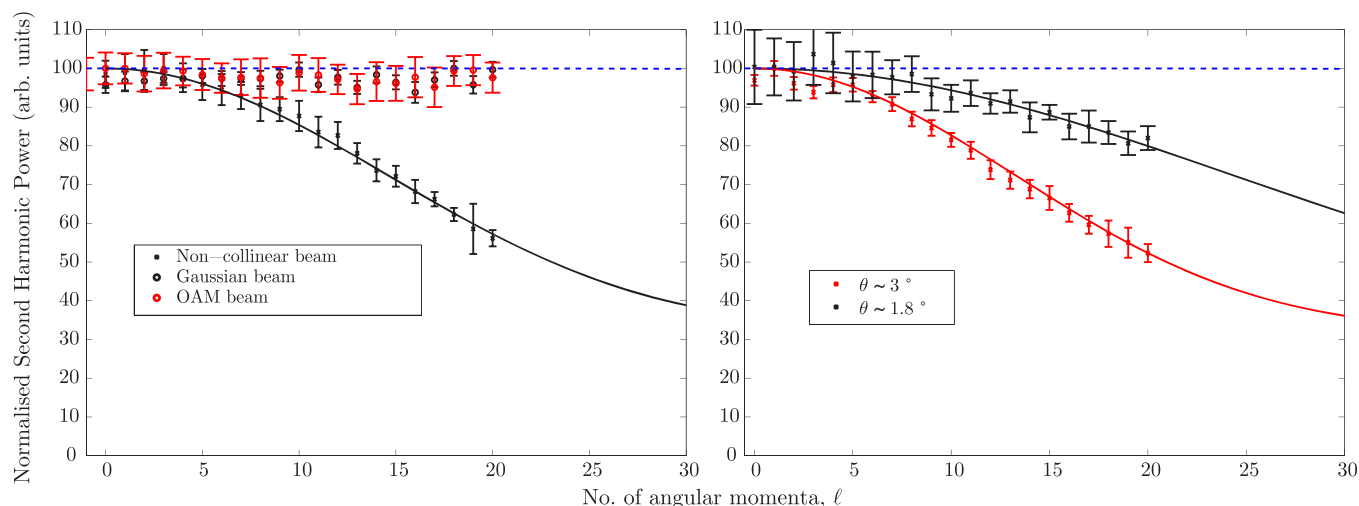 Normalised Second Harmonic Power (arb. units)
110
100
90
80
70
60
50
40
30
20
10
0
0 5 10 15 20 25 30
Non−collinear beam
Gaussian beam
OAM beam
110
100
90
80
70
60
50
40
30
20
10
0
0 5 10 15 20 25 30
θ ~ 3 °
θ ~ 1.8 °
No. of angular momenta, ℓ